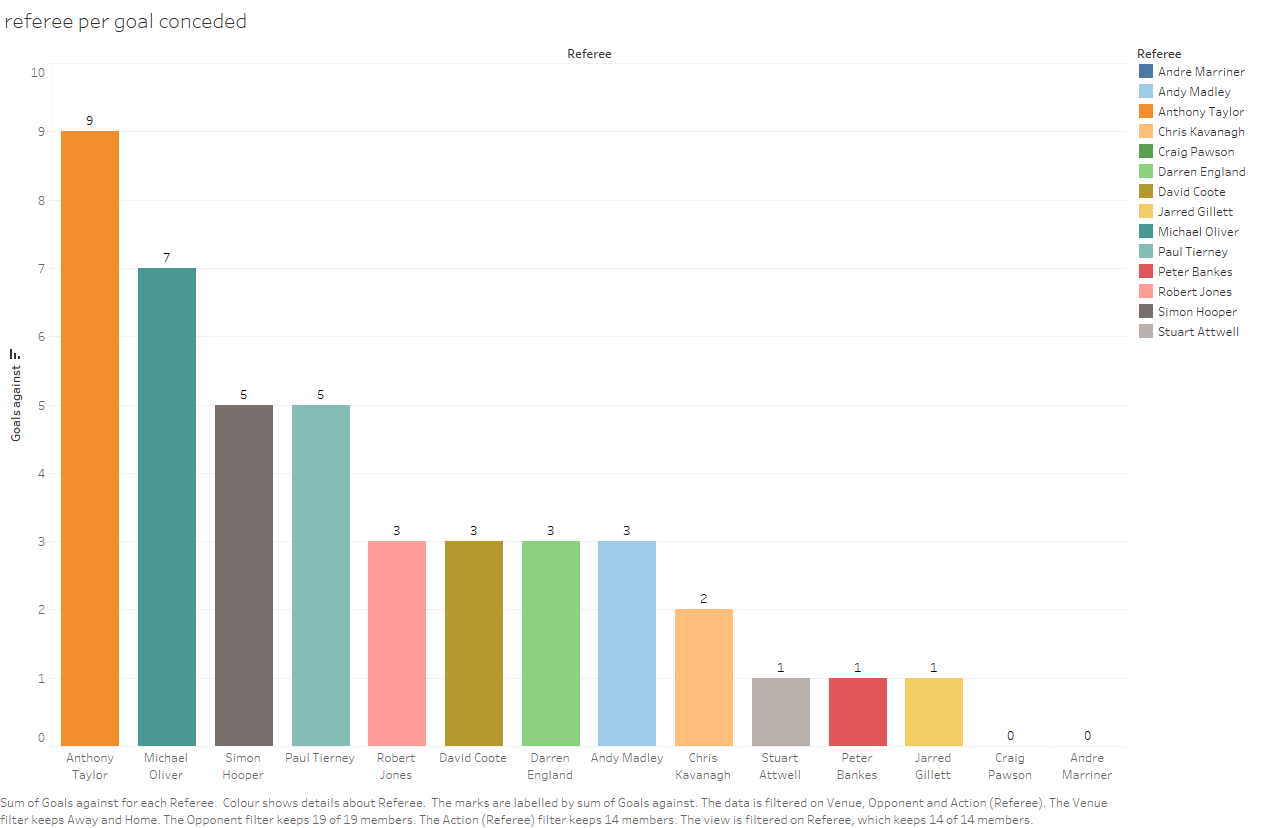 referee per goal conceded
Referee
Referee
Andre Marriner
Andy Madley
Anthony Taylor
Chris Kavanagh
Craig Pawson
Darren England
David Coote
Jarred Gillett
Michael Oliver
Paul Tierney
Peter Bankes
Robert Jones
Simon Hooper
Stuart Attwell
Goals against
10
9
8
7
6
5
4
3
2
1
0
9
7
5
5
3
3
3
3
2
1
1
1
0
0
Anthony
Taylor
Michael
Oliver
Simon
Hooper
Paul Tierney
Robert
Jones
David Coote
Darren
England
Andy Madley
Chris
Kavanagh
Stuart
Attwell
Peter
Bankes
Jarred
Gillett
Craig
Pawson
Andre
Marriner
Sum of Goals against for each Referee.  Colour shows details about Referee.  The marks are labelled by sum of Goals against. The data is filtered on Venue, Opponent and Action (Referee). The Venue
filter keeps Away and Home. The Opponent filter keeps 19 of 19 members. The Action (Referee) filter keeps 14 members. The view is filtered on Referee, which keeps 14 of 14 members.